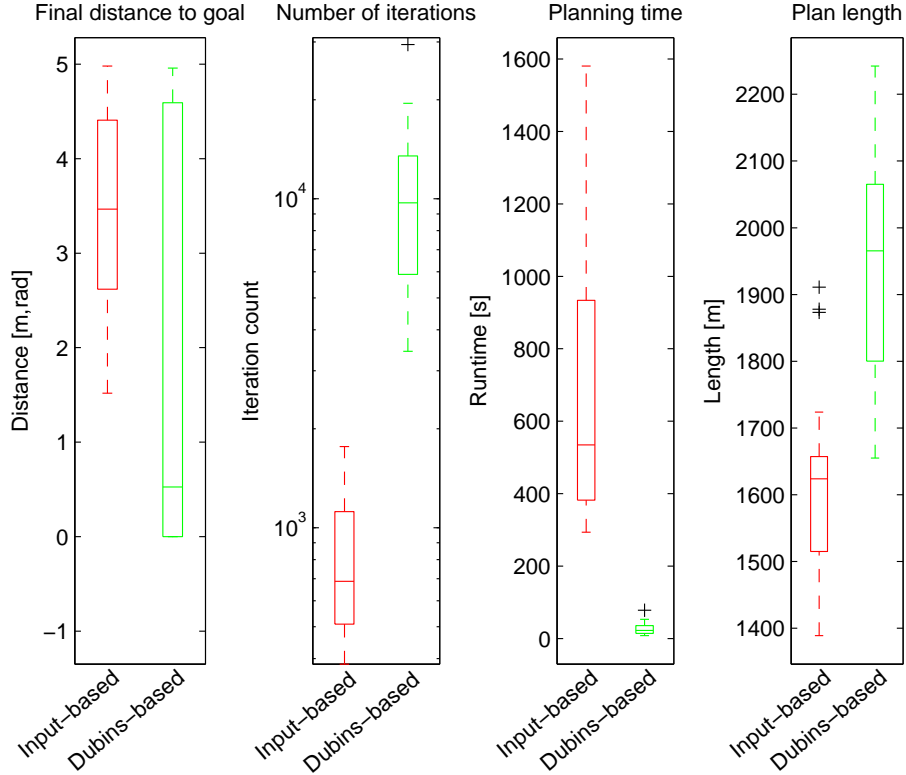 Final distance to goal
5
4
3
2
1
0
−1
Distance [m,rad]
Input−based
Dubins−based
Number of iterations
10^4
10^3
Iteration count
Input−based
Dubins−based
Planning time
1600
1400
1200
1000
800
600
400
200
0
Runtime [s]
Input−based
Dubins−based
Plan length
2200
2100
2000
1900
1800
1700
1600
1500
1400
Length [m]
Input−based
Dubins−based